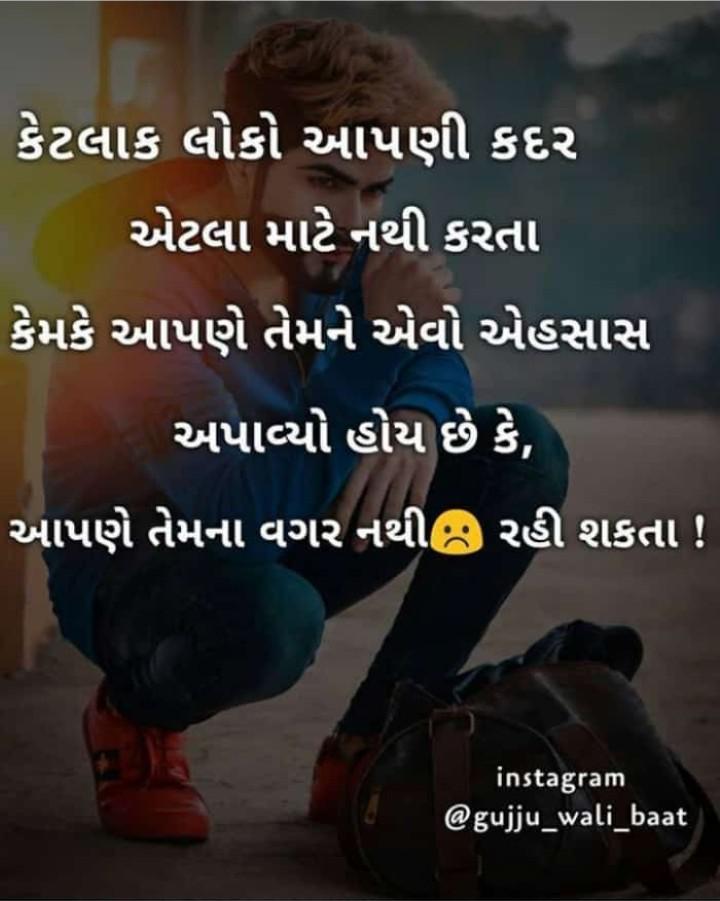 કેટલાક લોકો આપણી કદર
એટલા માટે નથી કરતા
કેમકે આપણે તેમને એવો એહસાસ
અપાવ્યો હોય છે કે,
આપણે તેમના વગર નથી☹️ રહી શકતા !
instagram
@gujju_wali_baat